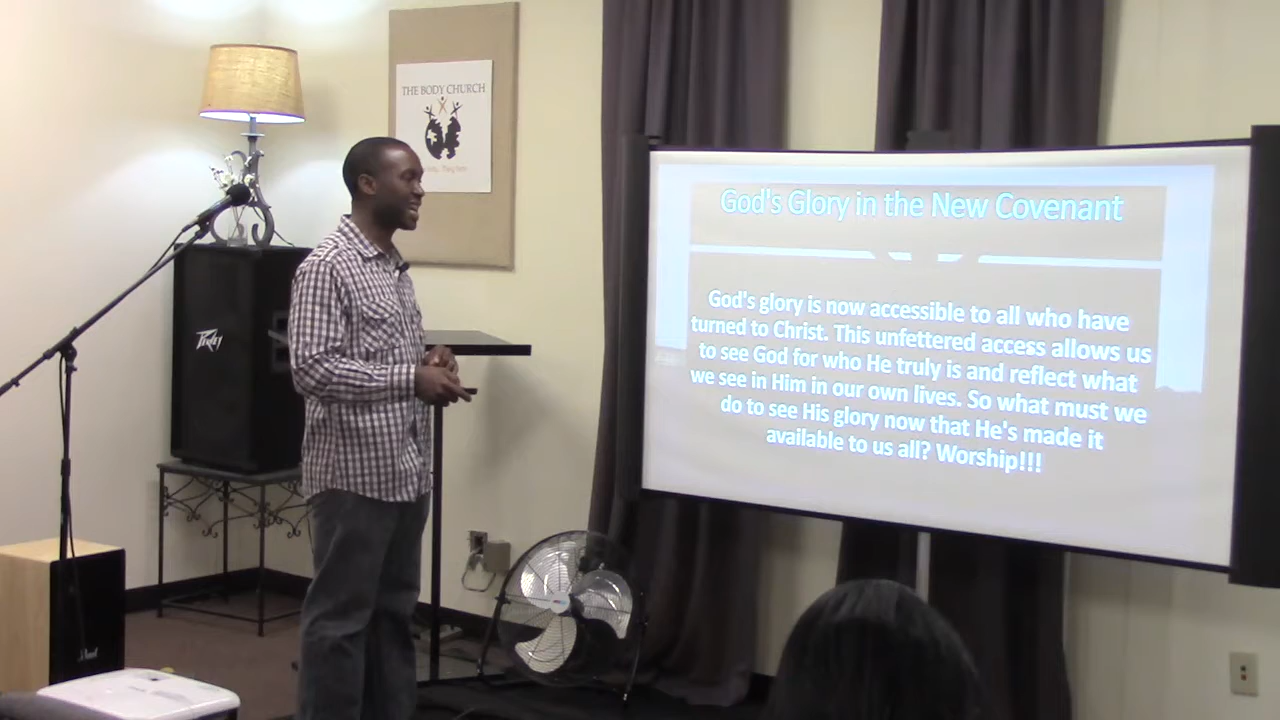 THE BODY CHURCH
God's Glory in the New Covenant
God's glory is now accessible to all who have
turned to Christ. This unfettered access allows us
to see God for who He truly is and reflect what
we see in Him in our own lives. So what must we
do to see His glory now that He's made it
available to us all? Worship!!!
Peavey